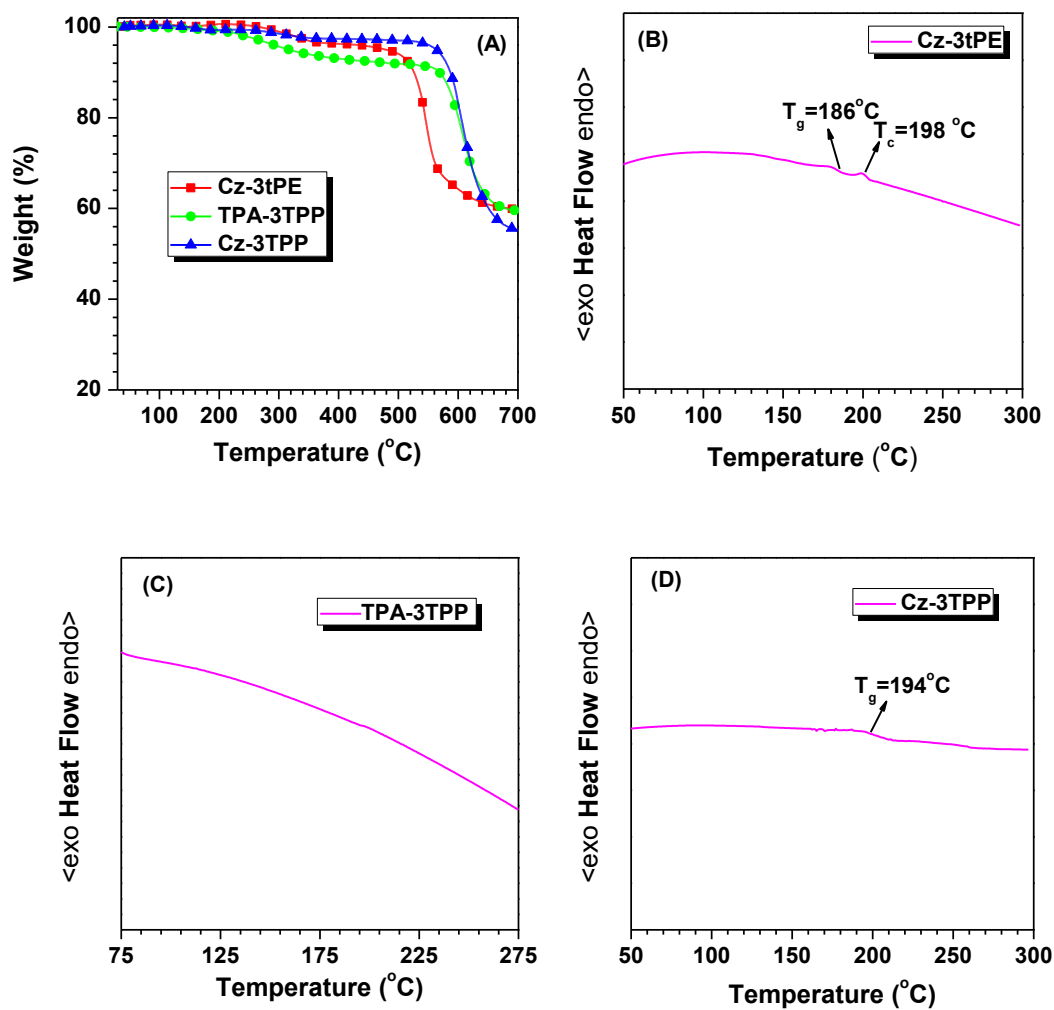 (A)
Weight (%)
100
80
60
40
20
Cz-3tPE
TPA-3TPP
Cz-3TPP
100 200 300 400 500 600 700
Temperature (°C)
(B)
Cz-3tPE
<exo Heat Flow endo>
Tg=186°C
Tc=198 °C
50 100 150 200 250 300
Temperature (°C)
(C)
TPA-3TPP
<exo Heat Flow endo>
75 125 175 225 275
Temperature (°C)
(D)
Cz-3TPP
<exo Heat Flow endo>
Tg=194°C
50 100 150 200 250 300
Temperature (°C)